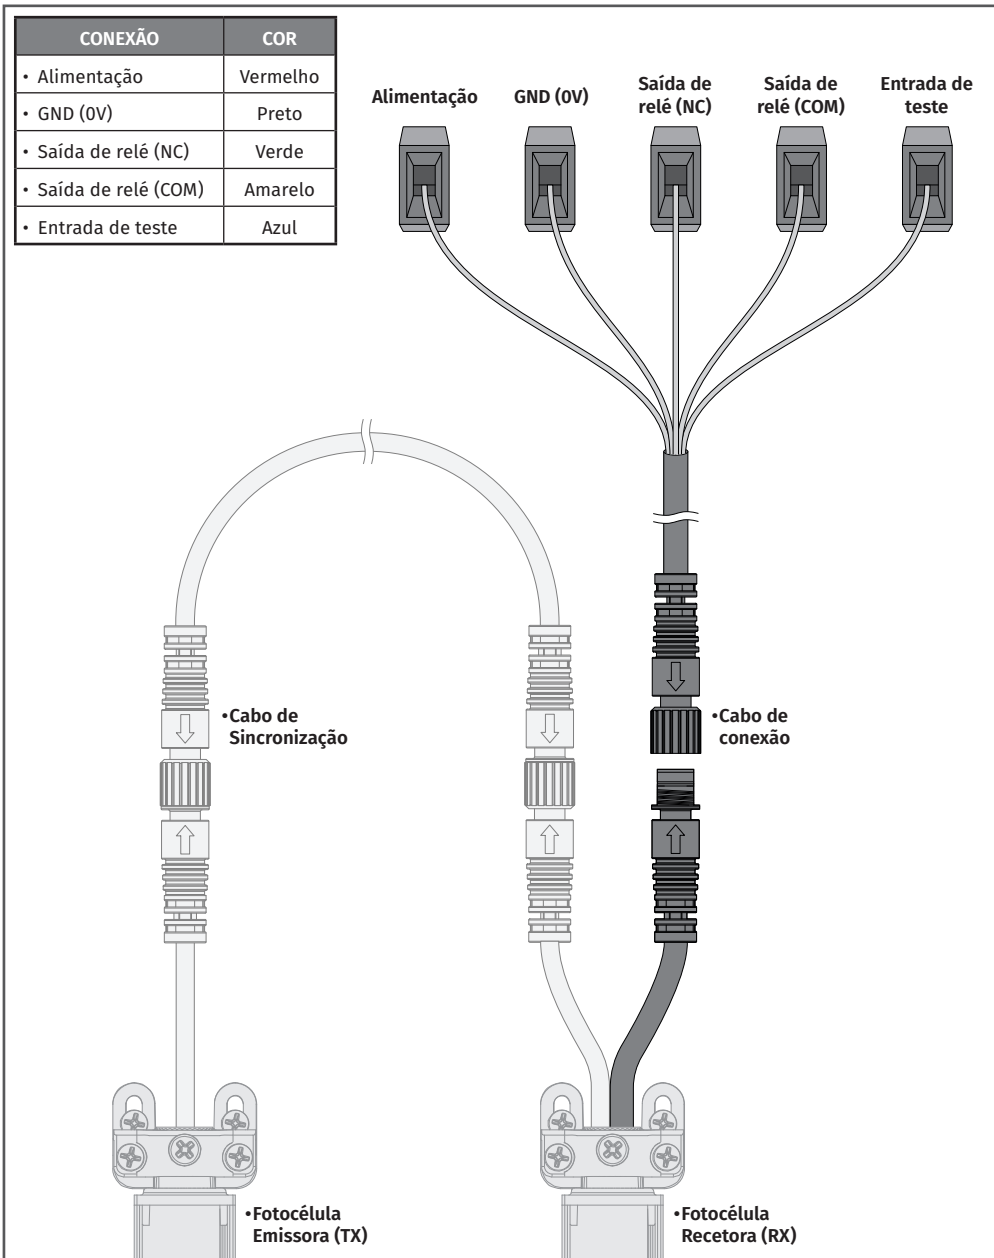 CONEXÃO COR
• Alimentação Vermelho
• GND (0V) Preto
• Saída de relé (NC) Verde
• Saída de relé (COM) Amarelo
• Entrada de teste Azul
Alimentação
GND (0V)
Saída de
relé (NC)
Saída de
relé (COM)
Entrada de
teste
•Cabo de
Sincronização
•Cabo de
conexão
•Fotocélula
Emissora (TX)
•Fotocélula
Recetora (RX)